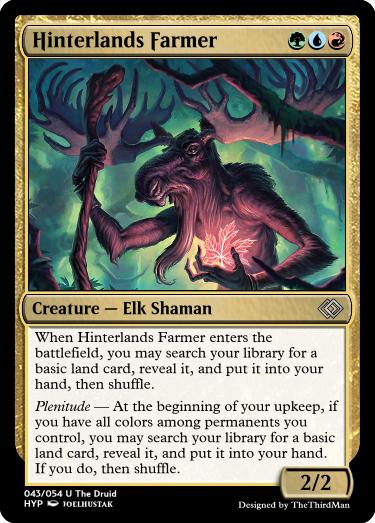 Hinterlands Farmer
Creature — Elk Shaman
When Hinterlands Farmer enters the
battlefield, you may search your library for a
basic land card, reveal it, and put it into your
hand, then shuffle.
Plenitude — At the beginning of your upkeep, if
you have all colors among permanents you
control, you may search your library for a basic
land card, reveal it, and put it into your hand.
If you do, then shuffle.
2/2
043/054 U The Druid
HYP JOELHUSTAK
Designed by TheThirdMan